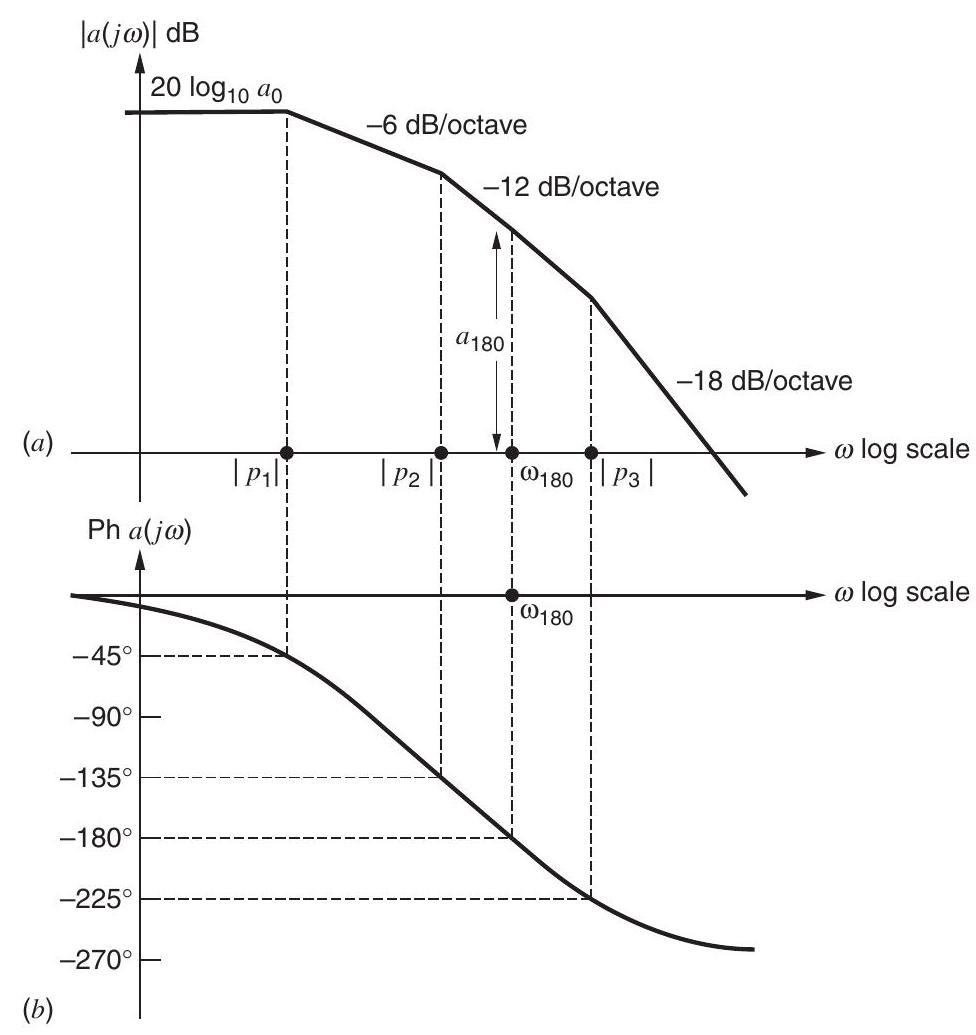 |a(jω)| dB
20 log₁₀ a₀
–6 dB/octave
–12 dB/octave
a₁₈₀
–18 dB/octave
(a)
ω log scale
|p₁|
|p₂|
ω₁₈₀
|p₃|
Ph a(jω)
ω log scale
ω₁₈₀
–45°
–90°
–135°
–180°
–225°
–270°
(b)